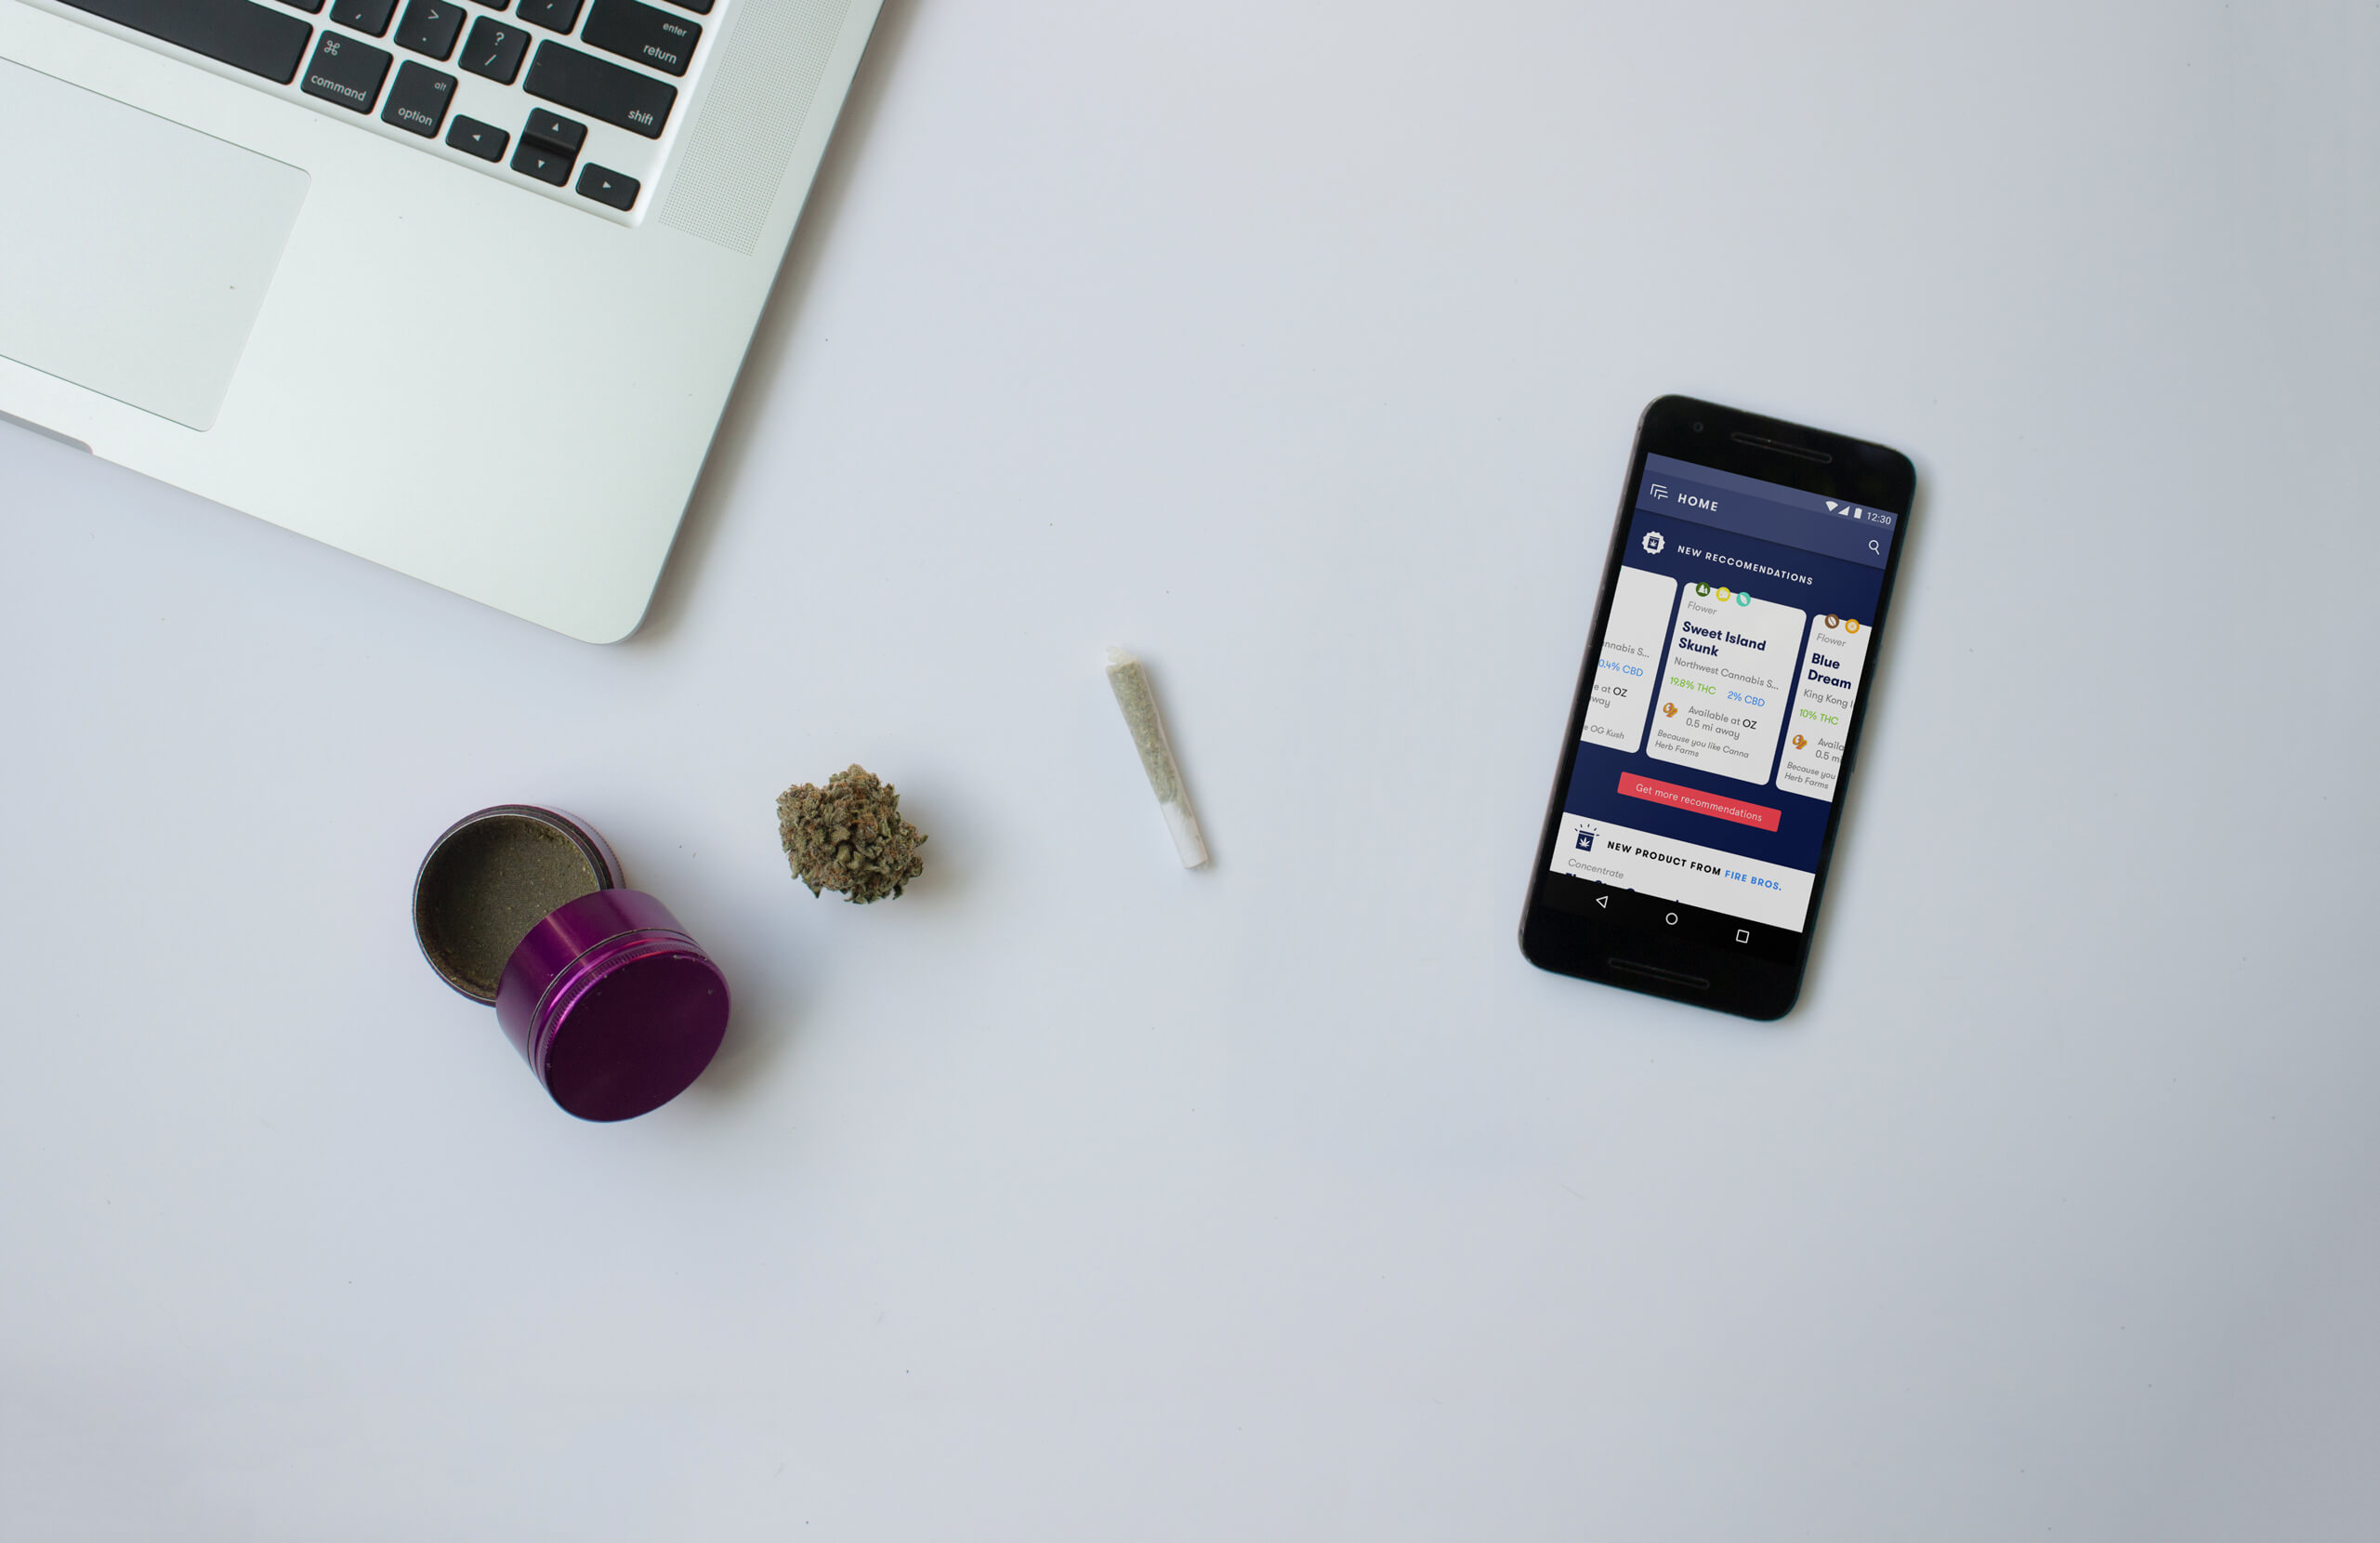 enter
return
command
alt
option
shift
HOME
12:30
NEW RECCOMENDATIONS
nnabis S...
0.4% CBD
e at OZ
way
e OG Kush
Flower
Sweet Island
Skunk
Northwest Cannabis S...
19.8% THC 2% CBD
Available at OZ
0.5 mi away
Because you like Canna
Herb Farms
Flower
Blue
Dream
King Kong
10% THC
Availa
0.5 m
Because you
Herb Farms
Get more recommendations
NEW PRODUCT FROM FIRE BROS.
Concentrate